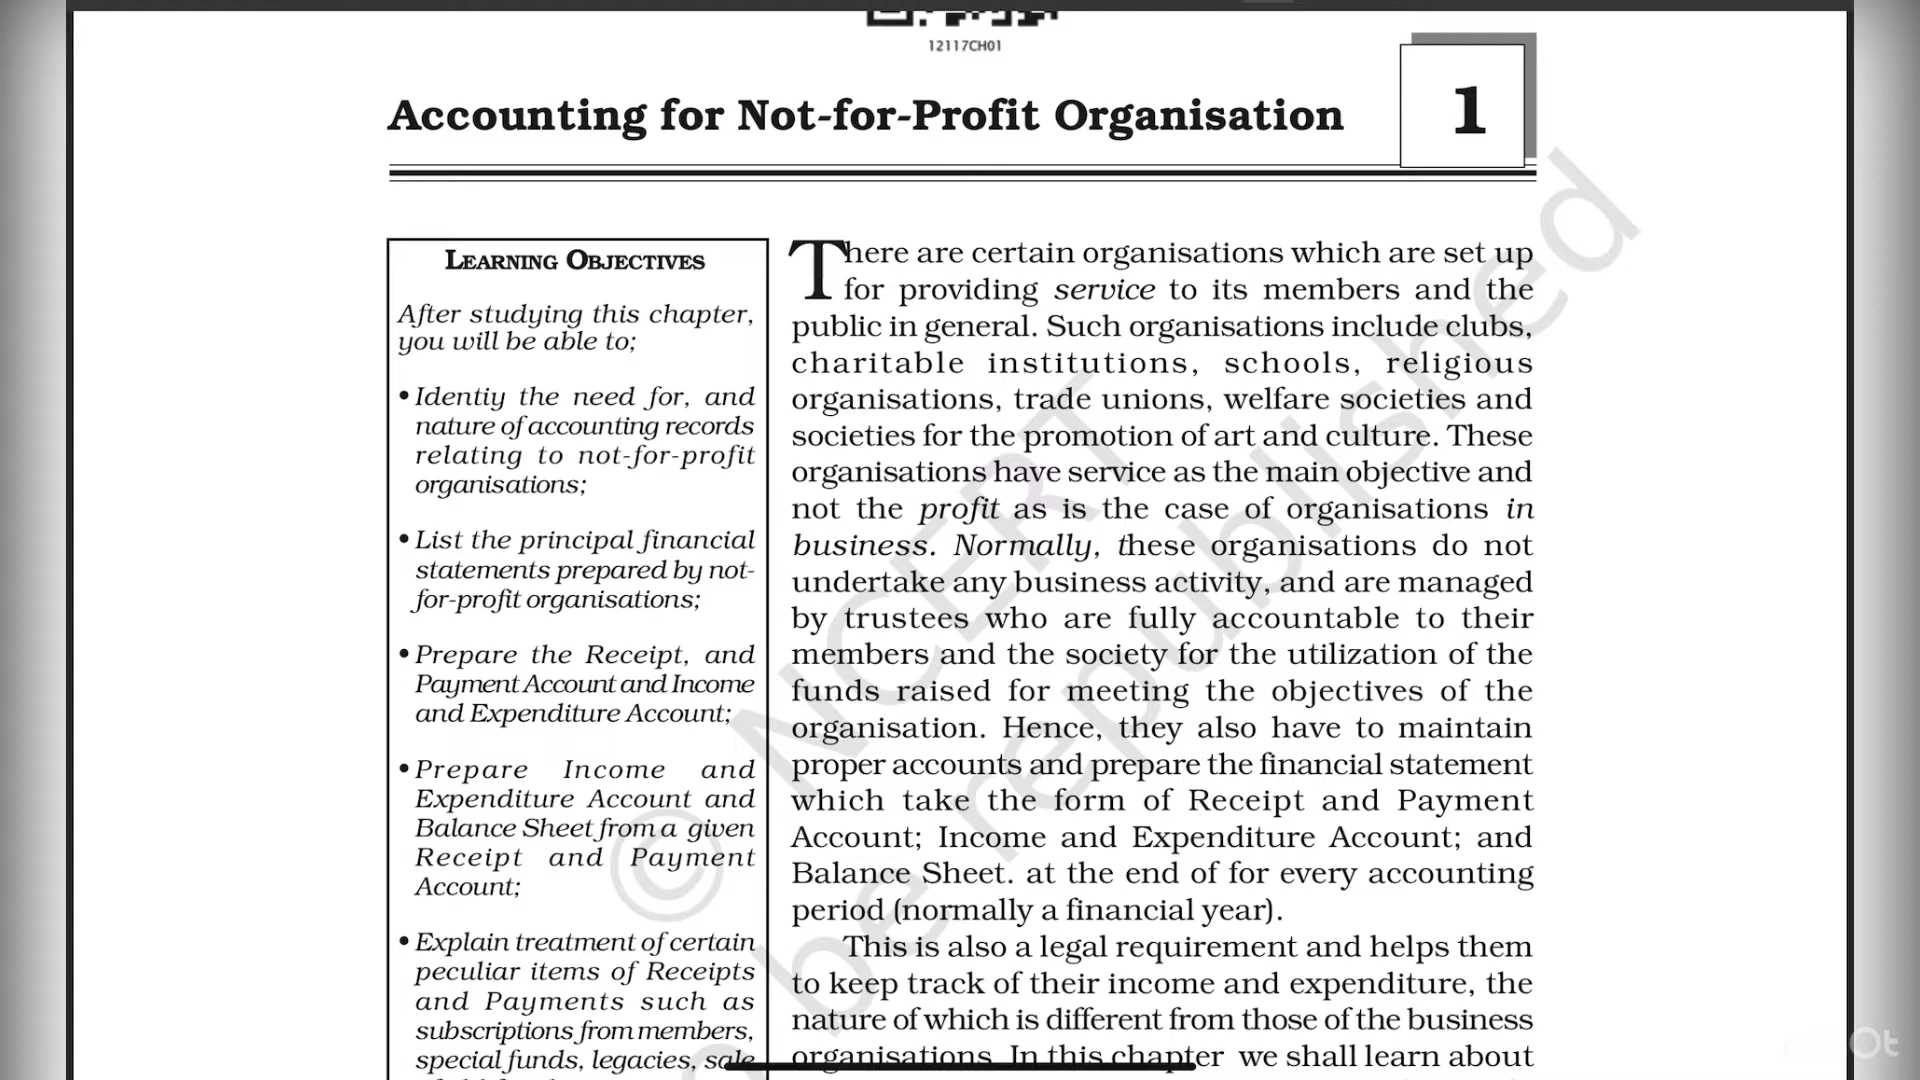 12117CH01
Accounting for Not-for-Profit Organisation
1
LEARNING OBJECTIVES
After studying this chapter,
you will be able to;
• Identiy the need for, and
nature of accounting records
relating to not-for-profit
organisations;
• List the principal financial
statements prepared by not-
for-profit organisations;
• Prepare the Receipt, and
Payment Account and Income
and Expenditure Account;
• Prepare Income and
Expenditure Account and
Balance Sheet from a given
Receipt and Payment
Account;
• Explain treatment of certain
peculiar items of Receipts
and Payments such as
subscriptions from members,
special funds, legacies, sale
There are certain organisations which are set up
for providing service to its members and the
public in general. Such organisations include clubs,
charitable institutions, schools, religious
organisations, trade unions, welfare societies and
societies for the promotion of art and culture. These
organisations have service as the main objective and
not the profit as is the case of organisations in
business. Normally, these organisations do not
undertake any business activity, and are managed
by trustees who are fully accountable to their
members and the society for the utilization of the
funds raised for meeting the objectives of the
organisation. Hence, they also have to maintain
proper accounts and prepare the financial statement
which take the form of Receipt and Payment
Account; Income and Expenditure Account; and
Balance Sheet. at the end of for every accounting
period (normally a financial year).
This is also a legal requirement and helps them
to keep track of their income and expenditure, the
nature of which is different from those of the business
organisations. In this chapter we shall learn about
© NCERT
be republished